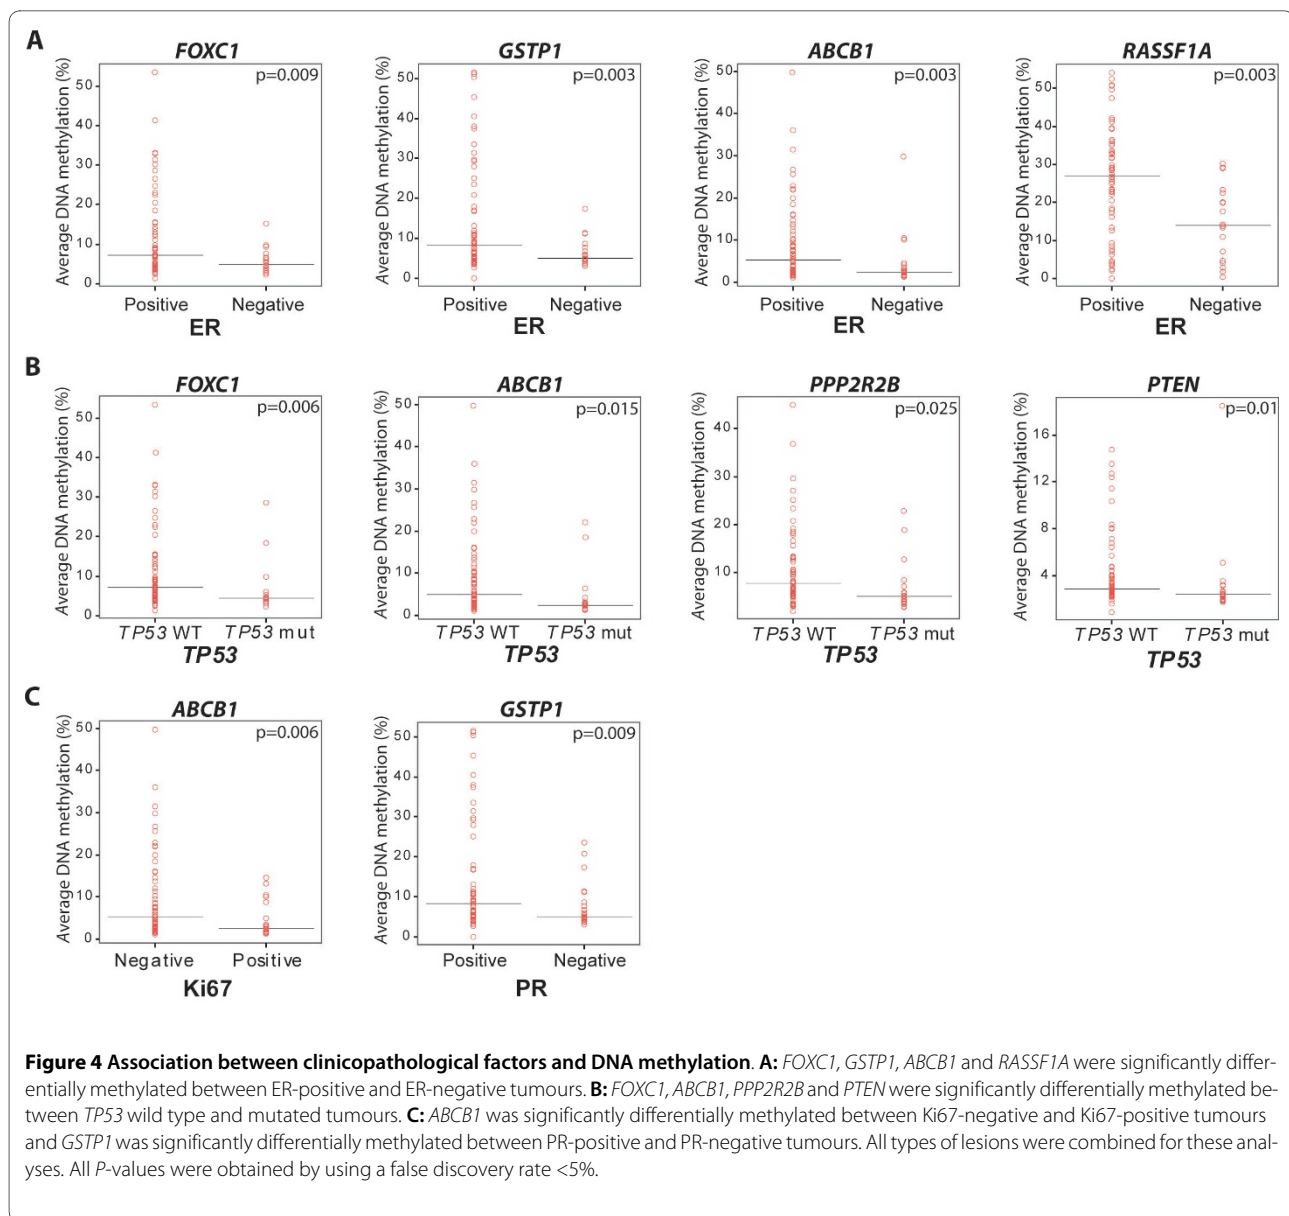 A
FOXC1
GSTP1
ABCB1
RASSF1A
Average DNA methylation (%)
50
40
30
20
10
0
p=0.009
Positive
Negative
ER
Average DNA methylation (%)
50
40
30
20
10
0
p=0.003
Positive
Negative
ER
Average DNA methylation (%)
50
40
30
20
10
0
p=0.003
Positive
Negative
ER
Average DNA methylation (%)
50
40
30
20
10
0
p=0.003
Positive
Negative
ER
B
FOXC1
ABCB1
PPP2R2B
PTEN
Average DNA methylation (%)
50
40
30
20
10
0
p=0.006
TP53 WT
TP53 mut
TP53
Average DNA methylation (%)
50
40
30
20
10
0
p=0.015
TP53 WT
TP53 mut
TP53
Average DNA methylation (%)
40
30
20
10
p=0.025
TP53 WT
TP53 mut
TP53
Average DNA methylation (%)
16
12
8
4
p=0.01
TP53 WT
TP53 mut
TP53
C
ABCB1
GSTP1
Average DNA methylation (%)
50
40
30
20
10
0
p=0.006
Negative
Positive
Ki67
Average DNA methylation (%)
50
40
30
20
10
0
p=0.009
Positive
Negative
PR
Figure 4 Association between clinicopathological factors and DNA methylation. A: FOXC1, GSTP1, ABCB1 and RASSF1A were significantly differ-
entially methylated between ER-positive and ER-negative tumours. B: FOXC1, ABCB1, PPP2R2B and PTEN were significantly differentially methylated be-
tween TP53 wild type and mutated tumours. C: ABCB1 was significantly differentially methylated between Ki67-negative and Ki67-positive tumours
and GSTP1 was significantly differentially methylated between PR-positive and PR-negative tumours. All types of lesions were combined for these anal-
yses. All P-values were obtained by using a false discovery rate <5%.